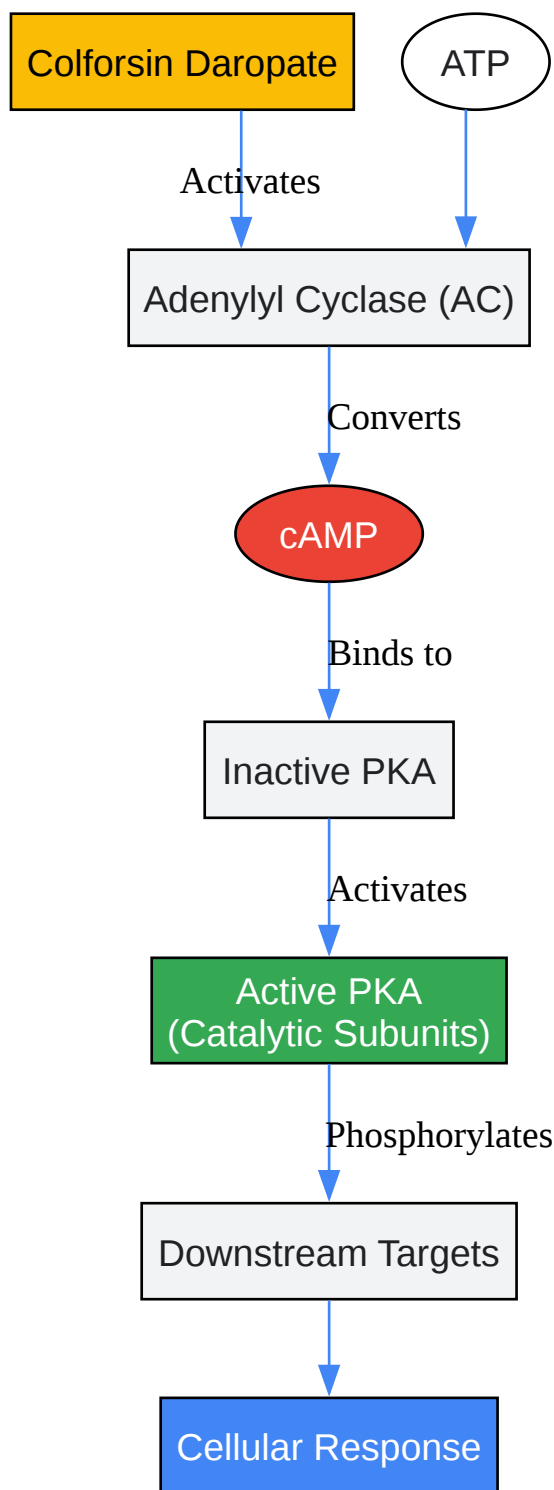 Colforsin Daropate
ATP
Activates
Adenylyl Cyclase (AC)
Converts
cAMP
Binds to
Inactive PKA
Activates
Active PKA
(Catalytic Subunits)
Phosphorylates
Downstream Targets
Cellular Response